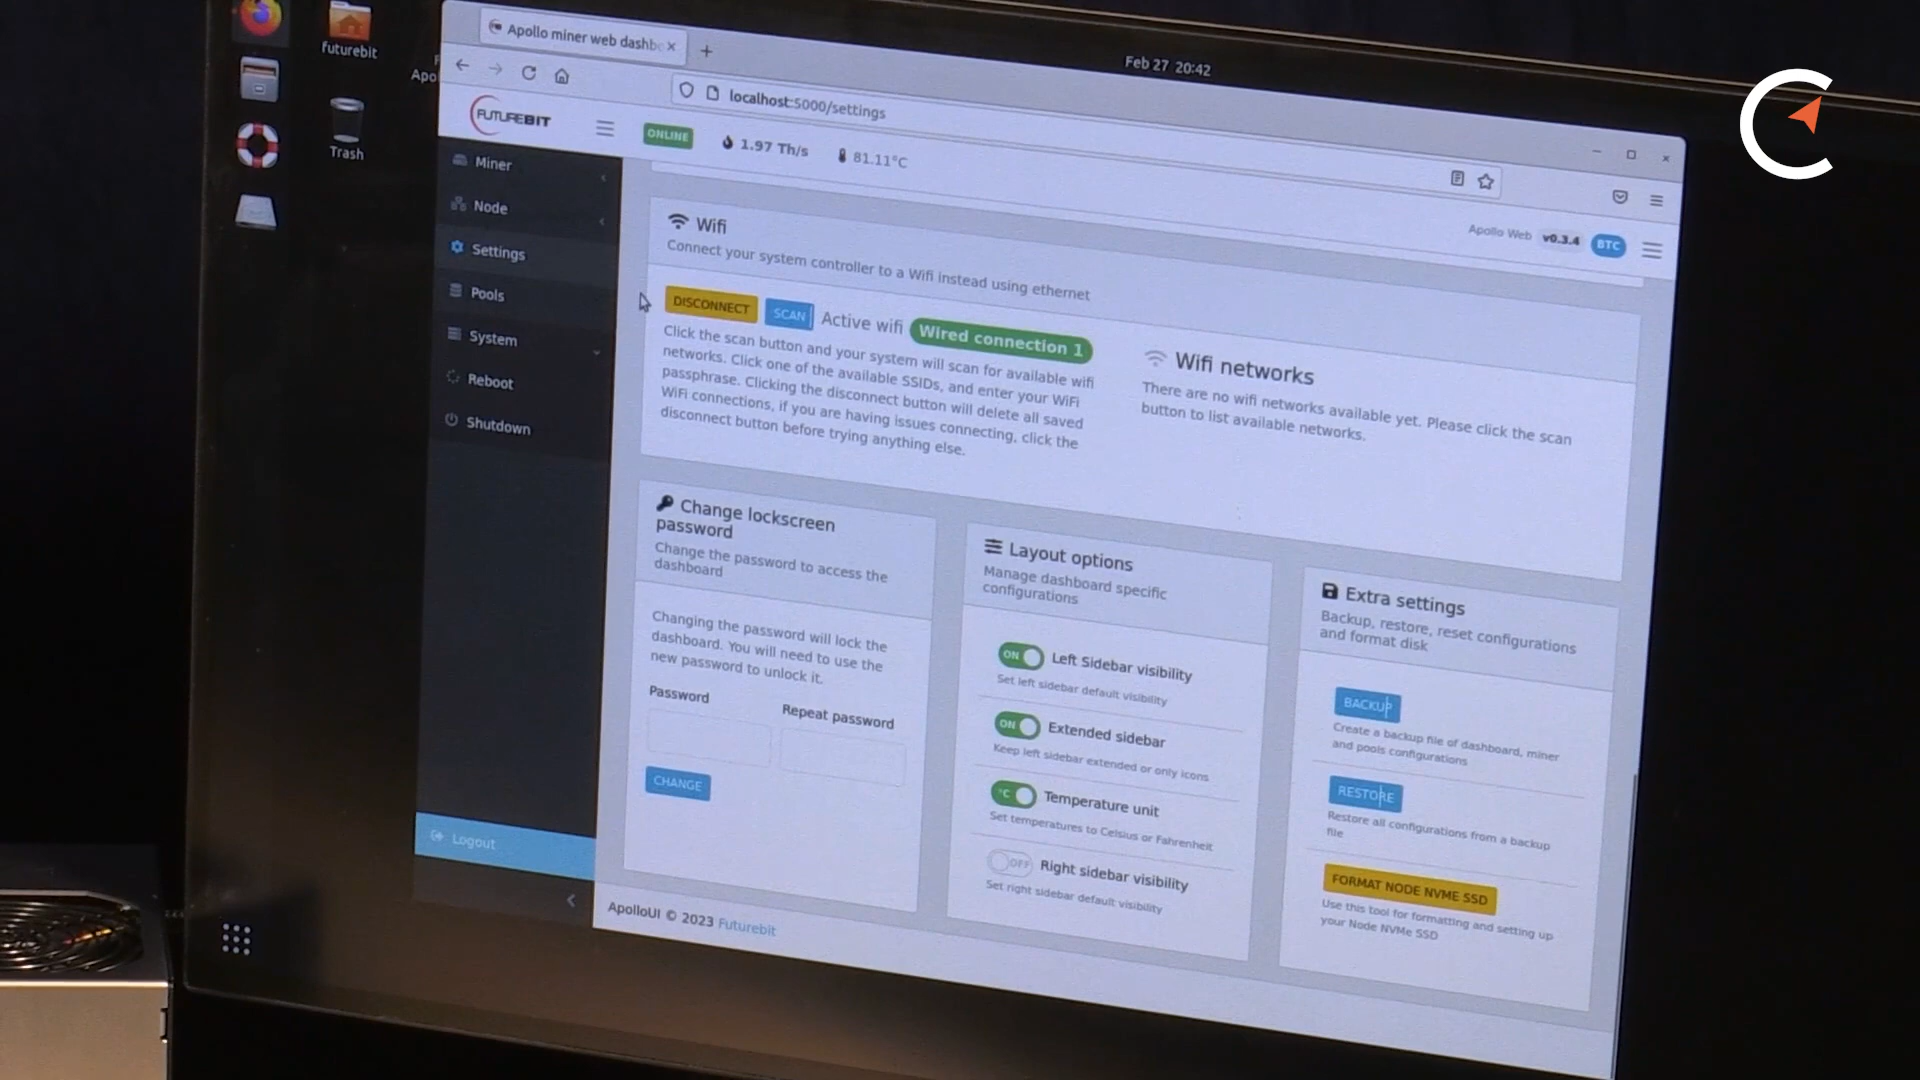 futurebit
Trash
Apollo miner web dashb
Feb 27 20:42
localhost:5000/settings
FUTUREBIT
ONLINE
1.97 Th/s
81.11°C
Apollo Web v0.3.4 BTC
Miner
Node
Settings
Pools
System
Reboot
Shutdown
Logout
Wifi
Connect your system controller to a Wifi instead using ethernet
DISCONNECT SCAN Active wifi Wired connection 1
Click the scan button and your system will scan for available wifi
networks. Click one of the available SSIDs, and enter your WiFi
passphrase. Clicking the disconnect button will delete all saved
WiFi connections, if you are having issues connecting, click the
disconnect button before trying anything else.
Wifi networks
There are no wifi networks available yet. Please click the scan
button to list available networks.
Change lockscreen
password
Change the password to access the
dashboard
Changing the password will lock the
dashboard. You will need to use the
new password to unlock it.
Password
Repeat password
CHANGE
Layout options
Manage dashboard specific
configurations
ON Left Sidebar visibility
Set left sidebar default visibility
ON Extended sidebar
Keep left sidebar extended or only icons
°C Temperature unit
Set temperatures to Celsius or Fahrenheit
OFF Right sidebar visibility
Set right sidebar default visibility
Extra settings
Backup, restore, reset configurations
and format disk
BACKUP
Create a backup file of dashboard, miner
and pools configurations
RESTORE
Restore all configurations from a backup
file
FORMAT NODE NVME SSD
Use this tool for formatting and setting up
your Node NVMe SSD
ApolloUI © 2023 Futurebit